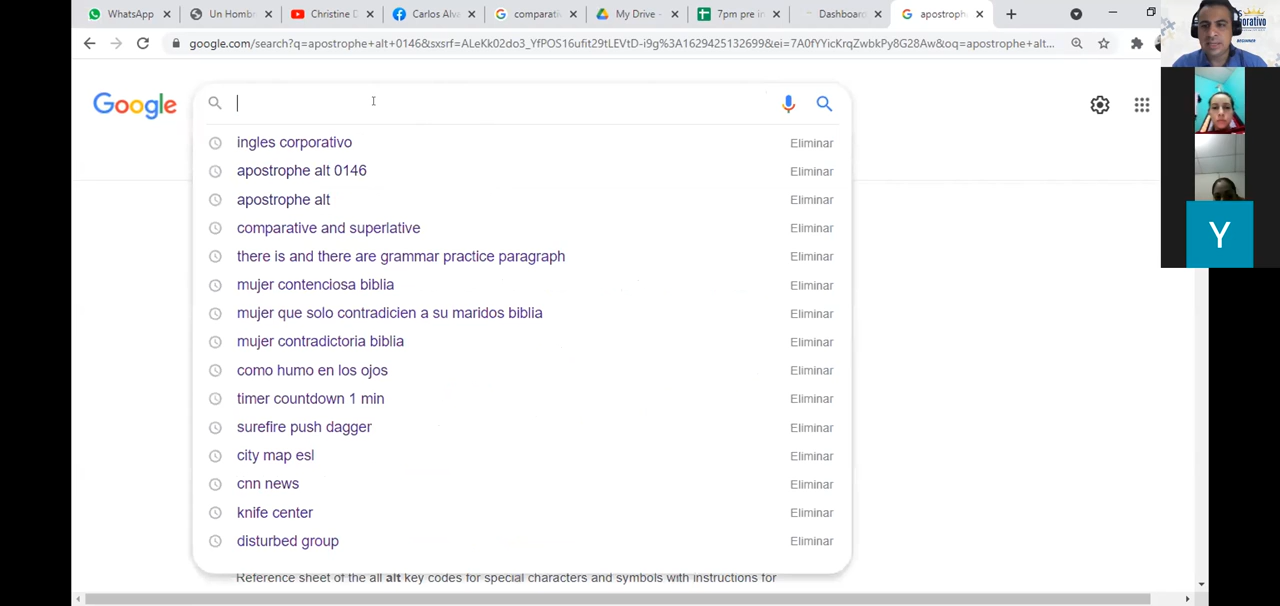 WhatsApp
Un Homb
Christine D
Carlos Alva
comparati
My Drive -
7pm pre in
Dashboard
apostroph
google.com/search?q=apostrophe+alt+0146&sxsrf=ALeKk02do3_YfPOS16ufit29tLEVtD-i9g%3A1629425132699&ei=7A0fYYicKrqZwbkPy8G28Aw&oq=apostrophe+alt...
Google
ingles corporativo Eliminar
apostrophe alt 0146 Eliminar
apostrophe alt Eliminar
comparative and superlative Eliminar
there is and there are grammar practice paragraph Eliminar
mujer contenciosa biblia Eliminar
mujer que solo contradicien a su maridos biblia Eliminar
mujer contradictoria biblia Eliminar
como humo en los ojos Eliminar
timer countdown 1 min Eliminar
surefire push dagger Eliminar
city map esl Eliminar
cnn news Eliminar
knife center Eliminar
disturbed group Eliminar
Reference sheet of the all alt key codes for special characters and symbols with instructions for
Y